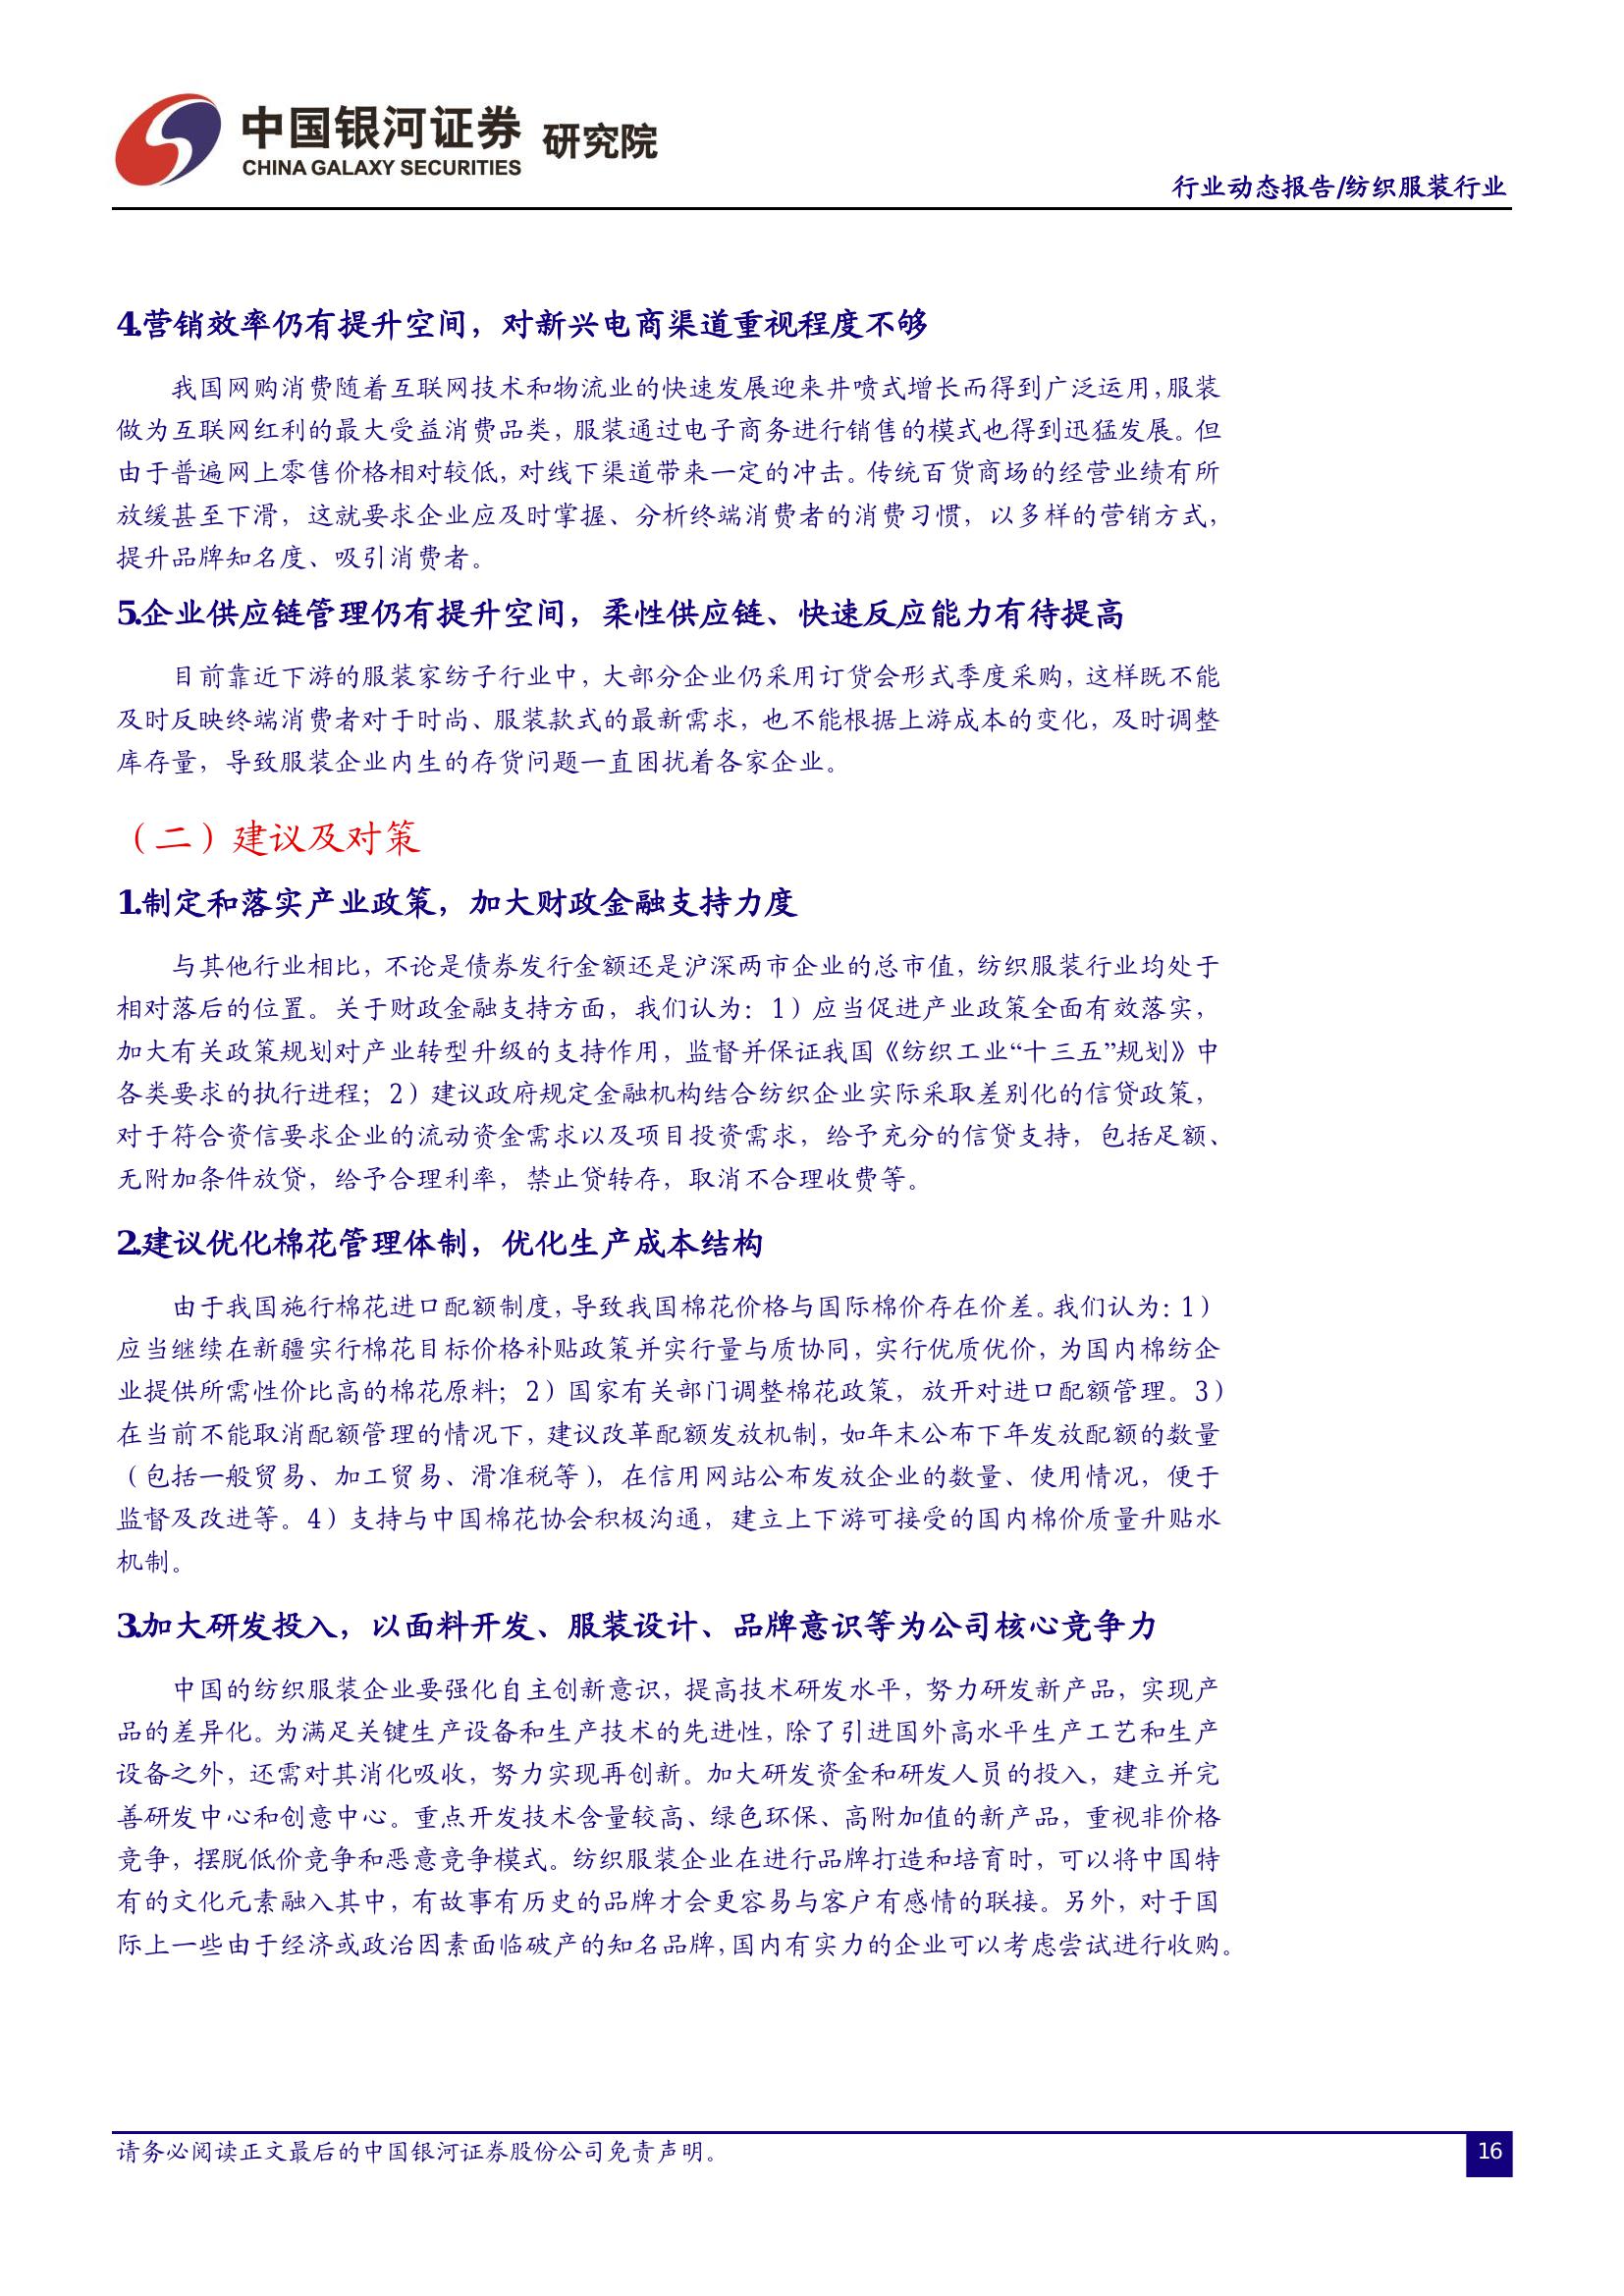 中国银河证券 研究院
CHINA GALAXY SECURITIES
行业动态报告/纺织服装行业
4.营销效率仍有提升空间，对新兴电商渠道重视程度不够
我国网购消费随着互联网技术和物流业的快速发展迎来井喷式增长而得到广泛运用，服装
做为互联网红利的最大受益消费品类，服装通过电子商务进行销售的模式也得到迅猛发展。但
由于普遍网上零售价格相对较低，对线下渠道带来一定的冲击。传统百货商场的经营业绩有所
放缓甚至下滑，这就要求企业应及时掌握、分析终端消费者的消费习惯，以多样的营销方式，
提升品牌知名度、吸引消费者。
5.企业供应链管理仍有提升空间，柔性供应链、快速反应能力有待提高
目前靠近下游的服装家纺子行业中，大部分企业仍采用订货会形式季度采购，这样既不能
及时反映终端消费者对于时尚、服装款式的最新需求，也不能根据上游成本的变化，及时调整
库存量，导致服装企业内生的存货问题一直困扰着各家企业。
（二）建议及对策
1.制定和落实产业政策，加大财政金融支持力度
与其他行业相比，不论是债券发行金额还是沪深两市企业的总市值，纺织服装行业均处于
相对落后的位置。关于财政金融支持方面，我们认为：1）应当促进产业政策全面有效落实，
加大有关政策规划对产业转型升级的支持作用，监督并保证我国《纺织工业“十三五”规划》中
各类要求的执行进程；2）建议政府规定金融机构结合纺织企业实际采取差别化的信贷政策，
对于符合资信要求企业的流动资金需求以及项目投资需求，给予充分的信贷支持，包括足额、
无附加条件放贷，给予合理利率，禁止贷转存，取消不合理收费等。
2.建议优化棉花管理体制，优化生产成本结构
由于我国施行棉花进口配额制度，导致我国棉花价格与国际棉价存在价差。我们认为：1）
应当继续在新疆实行棉花目标价格补贴政策并实行量与质协同，实行优质优价，为国内棉纺企
业提供所需性价比高的棉花原料；2）国家有关部门调整棉花政策，放开对进口配额管理。3）
在当前不能取消配额管理的情况下，建议改革配额发放机制，如年末公布下年发放配额的数量
（包括一般贸易、加工贸易、滑准税等），在信用网站公布发放企业的数量、使用情况，便于
监督及改进等。4）支持与中国棉花协会积极沟通，建立上下游可接受的国内棉价质量升贴水
机制。
3.加大研发投入，以面料开发、服装设计、品牌意识等为公司核心竞争力
中国的纺织服装企业要强化自主创新意识，提高技术研发水平，努力研发新产品，实现产
品的差异化。为满足关键生产设备和生产技术的先进性，除了引进国外高水平生产工艺和生产
设备之外，还需对其消化吸收，努力实现再创新。加大研发资金和研发人员的投入，建立并完
善研发中心和创意中心。重点开发技术含量较高、绿色环保、高附加值的新产品，重视非价格
竞争，摆脱低价竞争和恶意竞争模式。纺织服装企业在进行品牌打造和培育时，可以将中国特
有的文化元素融入其中，有故事有历史的品牌才会更容易与客户有感情的联接。另外，对于国
际上一些由于经济或政治因素面临破产的知名品牌，国内有实力的企业可以考虑尝试进行收购。
请务必阅读正文最后的中国银河证券股份公司免责声明。
16